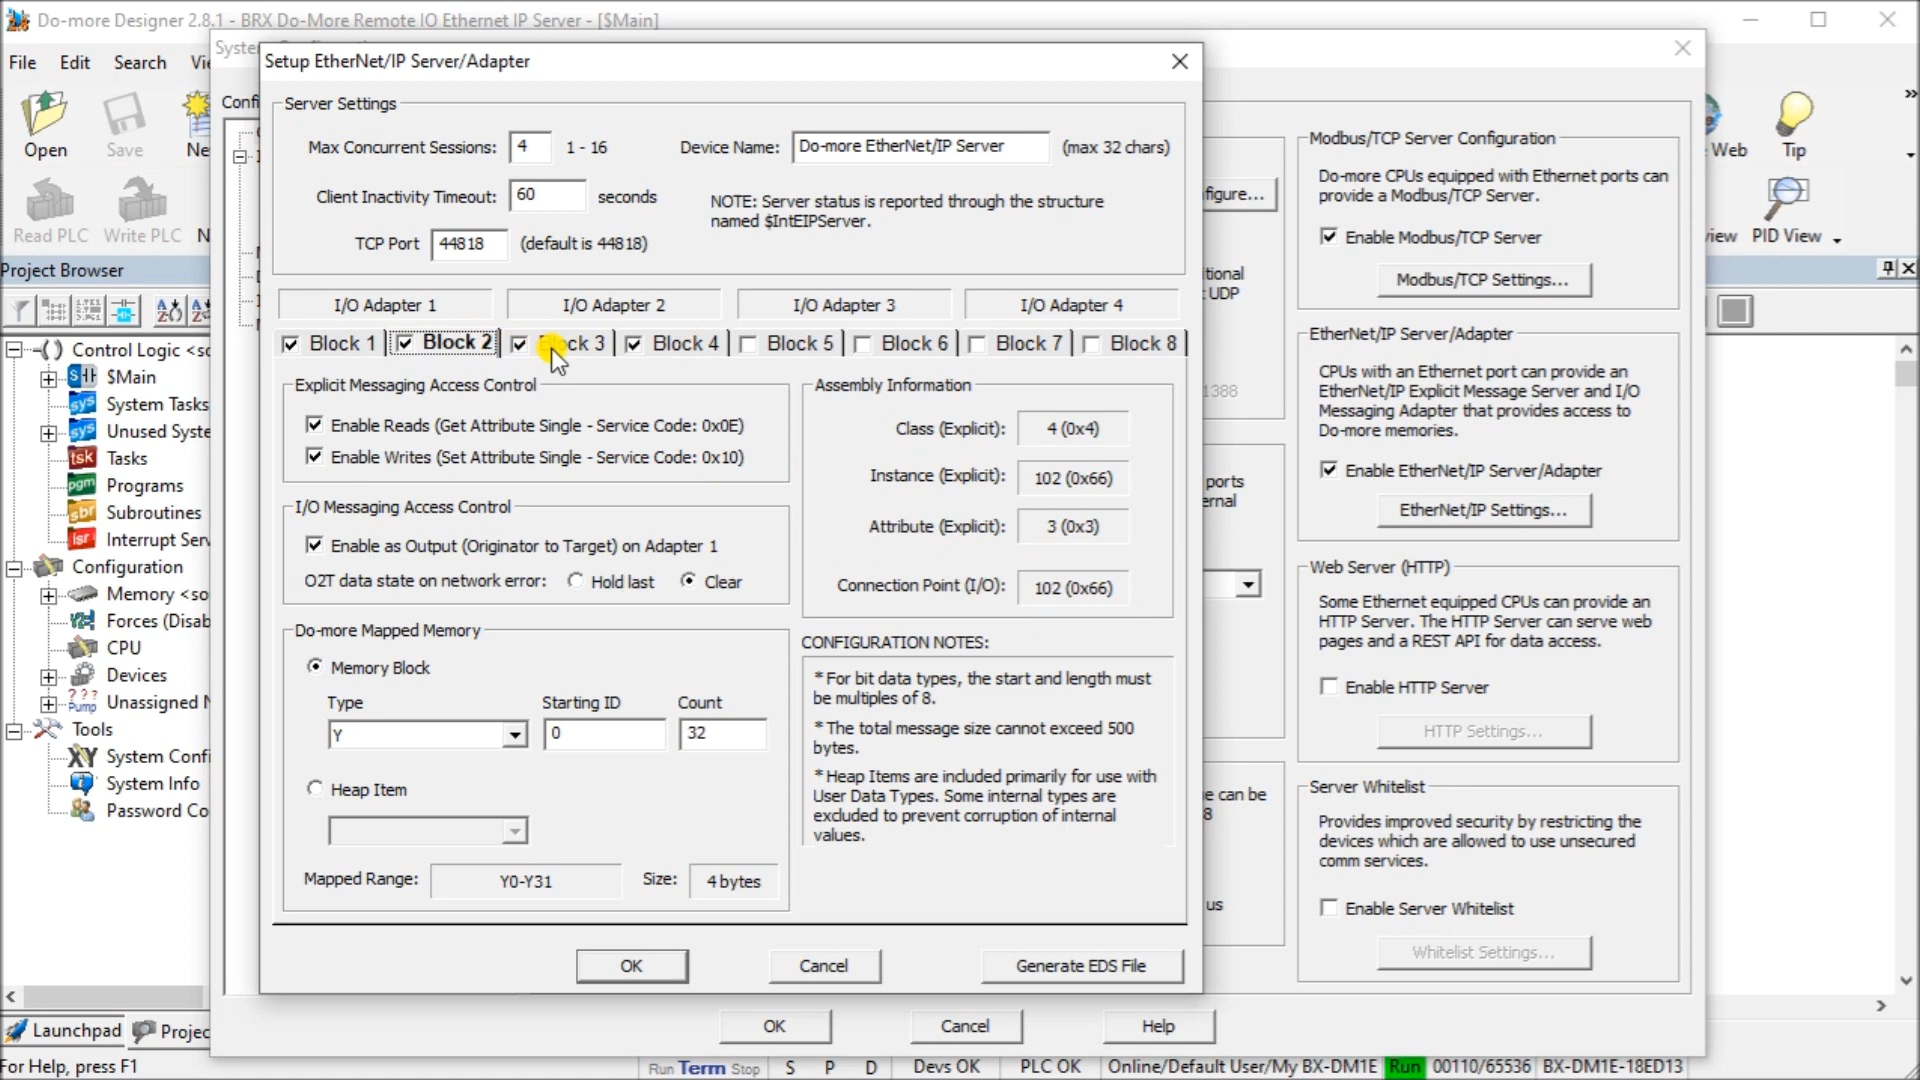 Do-more Designer 2.8.1 - BRX Do-More Remote IO Ethernet IP Server - [$Main]
File Edit Search
Open Save
Read PLC Write PLC
Project Browser
Control Logic
$Main
System Tasks
Tasks
Programs
Subroutines
Configuration
Memory
CPU
Devices
Tools
System Info
Launchpad
For Help, press F1
Setup EtherNet/IP Server/Adapter
Server Settings
Max Concurrent Sessions: 4 1 - 16 Device Name: Do-more EtherNet/IP Server (max 32 chars)
Client Inactivity Timeout: 60 seconds
NOTE: Server status is reported through the structure
named $IntEIPServer.
TCP Port 44818 (default is 44818)
I/O Adapter 1 I/O Adapter 2 I/O Adapter 3 I/O Adapter 4
Block 1 Block 2 Block 3 Block 4 Block 5 Block 6 Block 7 Block 8
Explicit Messaging Access Control
Enable Reads (Get Attribute Single - Service Code: 0x0E)
Enable Writes (Set Attribute Single - Service Code: 0x10)
I/O Messaging Access Control
Enable as Output (Originator to Target) on Adapter 1
O2T data state on network error: Hold last Clear
Do-more Mapped Memory
Memory Block
Type Starting ID Count
Y 0 32
Heap Item
Mapped Range: Y0-Y31 Size: 4 bytes
Assembly Information
Class (Explicit): 4 (0x4)
Instance (Explicit): 102 (0x66)
Attribute (Explicit): 3 (0x3)
Connection Point (I/O): 102 (0x66)
CONFIGURATION NOTES:
* For bit data types, the start and length must
be multiples of 8.
* The total message size cannot exceed 500
bytes.
* Heap Items are included primarily for use with
User Data Types. Some internal types are
excluded to prevent corruption of internal
values.
OK Cancel Generate EDS File
OK Cancel Help
Modbus/TCP Server Configuration
Do-more CPUs equipped with Ethernet ports can
provide a Modbus/TCP Server.
Enable Modbus/TCP Server
Modbus/TCP Settings...
EtherNet/IP Server/Adapter
CPUs with an Ethernet port can provide an
EtherNet/IP Explicit Message Server and I/O
Messaging Adapter that provides access to
Do-more memories.
Enable EtherNet/IP Server/Adapter
EtherNet/IP Settings...
Web Server (HTTP)
Some Ethernet equipped CPUs can provide an
HTTP Server. The HTTP Server can serve web
pages and a REST API for data access.
Enable HTTP Server
HTTP Settings...
Server Whitelist
Provides improved security by restricting the
devices which are allowed to use unsecured
comm services.
Enable Server Whitelist
Whitelist Settings...
Web Tip
PID View
Run Term Stop S P D Devs OK PLC OK Online/Default User/My BX-DM1E Run 00110/65536 BX-DM1E-18ED13